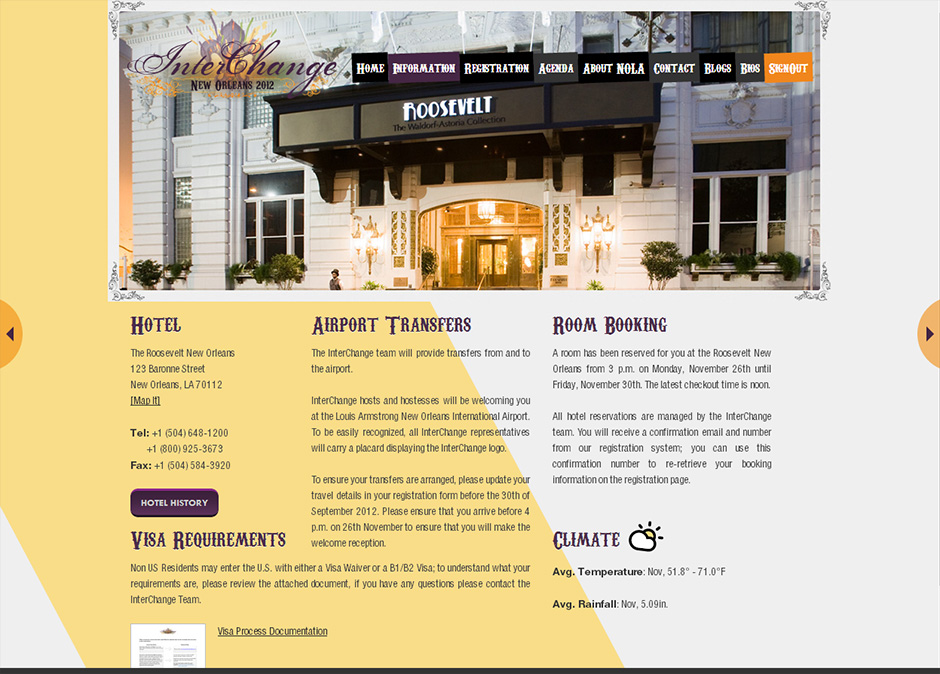 InterChange
New Orleans 2012
Home Information Registration Agenda About NOLA Contact Blogs Bios SignOut
ROOSEVELT
The Waldorf-Astoria Collection
Hotel
The Roosevelt New Orleans
123 Baronne Street
New Orleans, LA 70112
[Map It]
Tel: +1 (504) 648-1200
+1 (800) 925-3673
Fax: +1 (504) 584-3920
HOTEL HISTORY
Airport Transfers
The InterChange team will provide transfers from and to
the airport.
InterChange hosts and hostesses will be welcoming you
at the Louis Armstrong New Orleans International Airport.
To be easily recognized, all InterChange representatives
will carry a placard displaying the InterChange logo.
To ensure your transfers are arranged, please update your
travel details in your registration form before the 30th of
September 2012. Please ensure that you arrive before 4
p.m. on 26th November to ensure that you will make the
welcome reception.
Room Booking
A room has been reserved for you at the Roosevelt New
Orleans from 3 p.m. on Monday, November 26th until
Friday, November 30th. The latest checkout time is noon.
All hotel reservations are managed by the InterChange
team. You will receive a confirmation email and number
from our registration system; you can use this
confirmation number to re-retrieve your booking
information on the registration page.
Visa Requirements
Non US Residents may enter the U.S. with either a Visa Waiver or a B1/B2 Visa; to understand what your
requirements are, please review the attached document, if you have any questions please contact the
InterChange Team.
Visa Process Documentation
Climate
Avg. Temperature: Nov, 51.8° - 71.0°F
Avg. Rainfall: Nov, 5.09in.